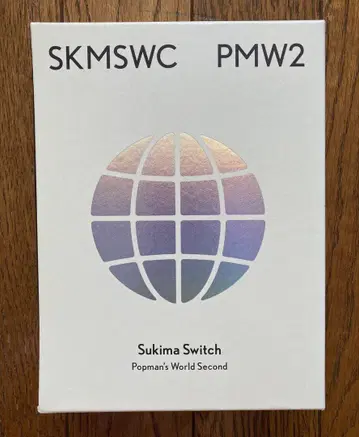 SKMSWC PMW2
Sukima Switch
Popman's World Second